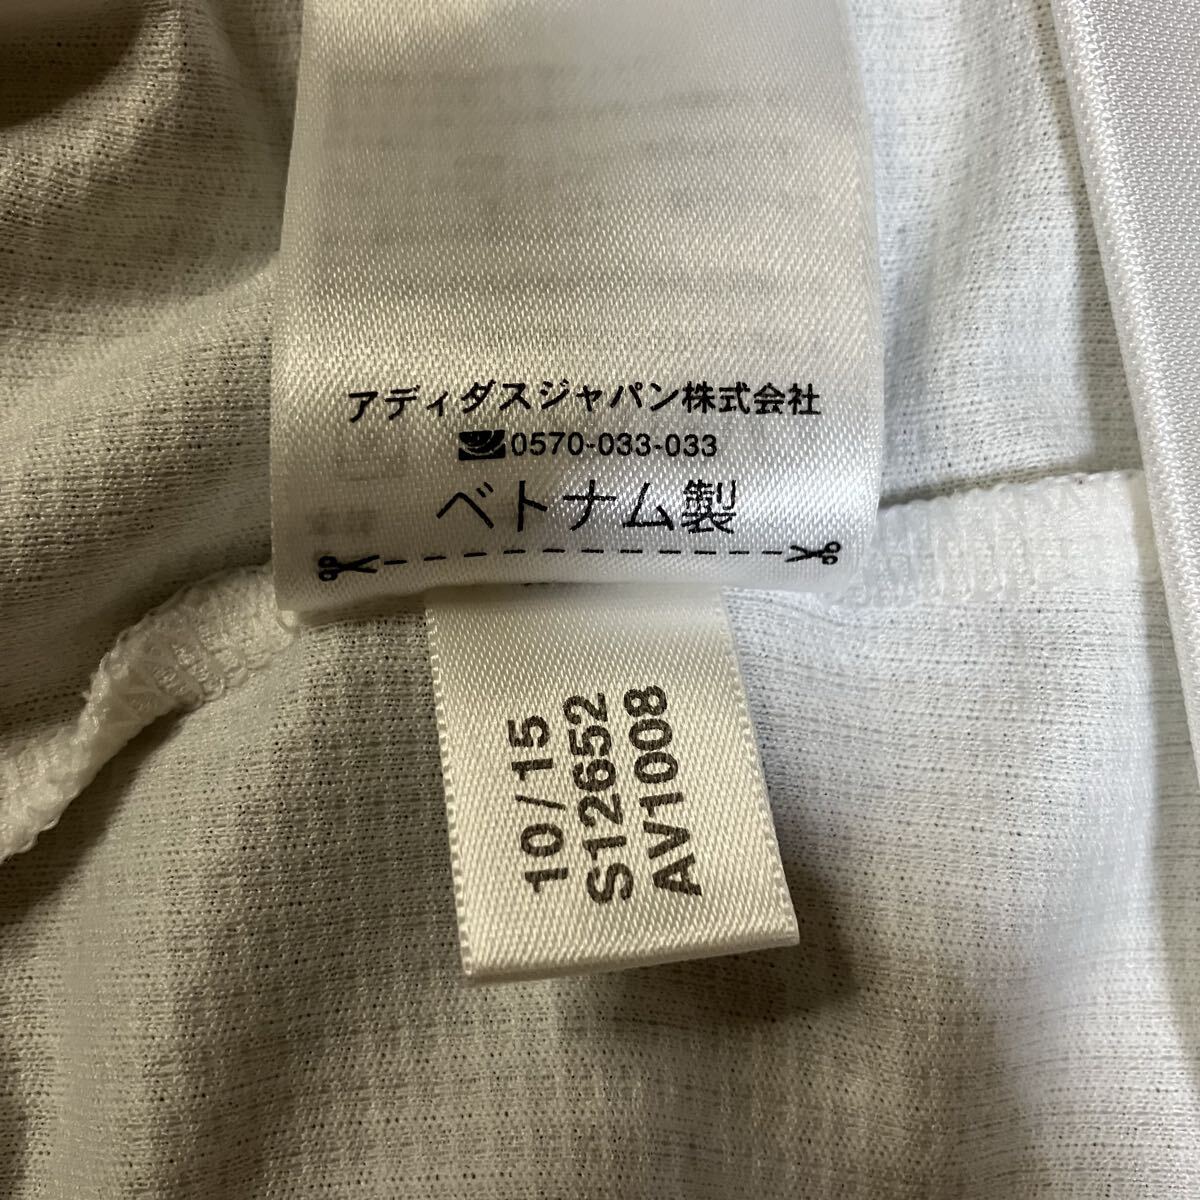 アディダスジャパン株式会社
0570-033-033
ベトナム製
10/15
S12652
AV1008